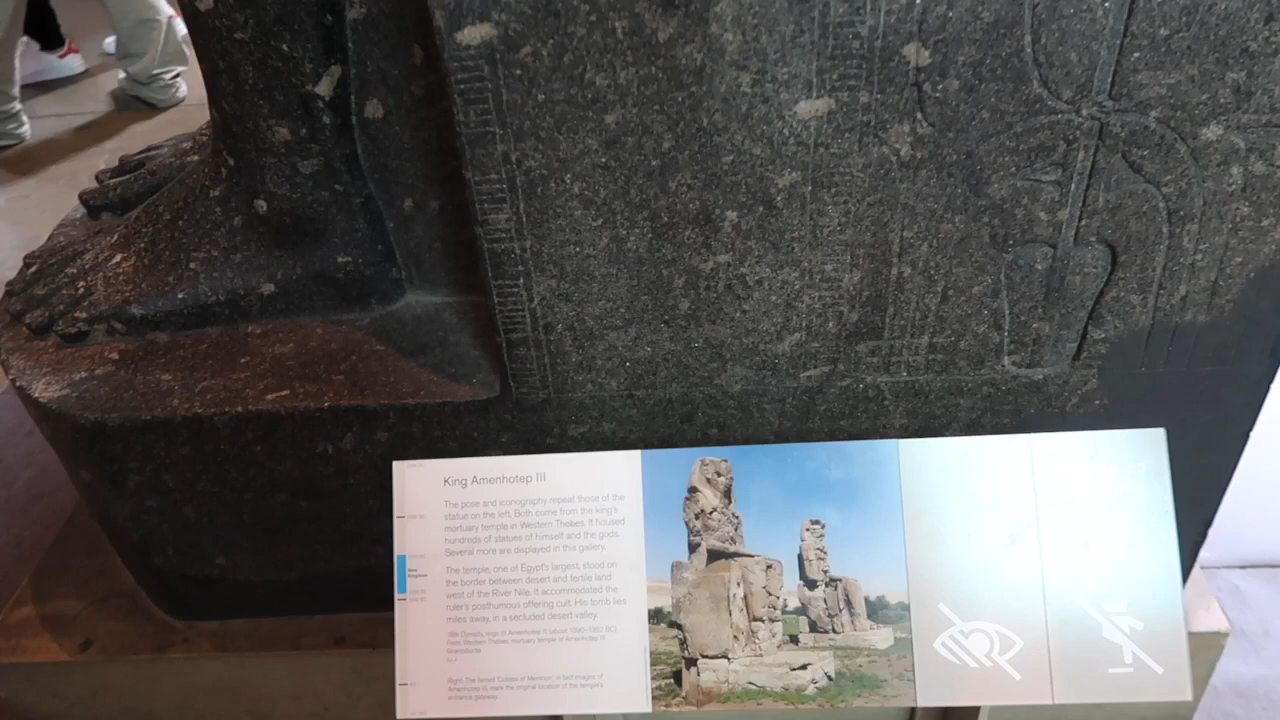 King Amenhotep III
The pose and iconography repeat those of the
statue on the left. Both come from the king's
mortuary temple in Western Thebes. It housed
hundreds of statues of himself and the gods.
Several more are displayed in this gallery.
The temple, one of Egypt's largest, stood on
the border between desert and fertile land
west of the River Nile. It accommodated the
ruler's posthumous offering cult. His tomb lies
miles away, in a secluded desert valley.
18th Dynasty, reign of Amenhotep III (about 1390–1352 BC)
From Western Thebes, mortuary temple of Amenhotep III
Granodiorite
Right: The famed 'Colossi of Memnon', in fact images of
Amenhotep III, mark the original location of the temple's
entrance gateway.
New
Kingdom